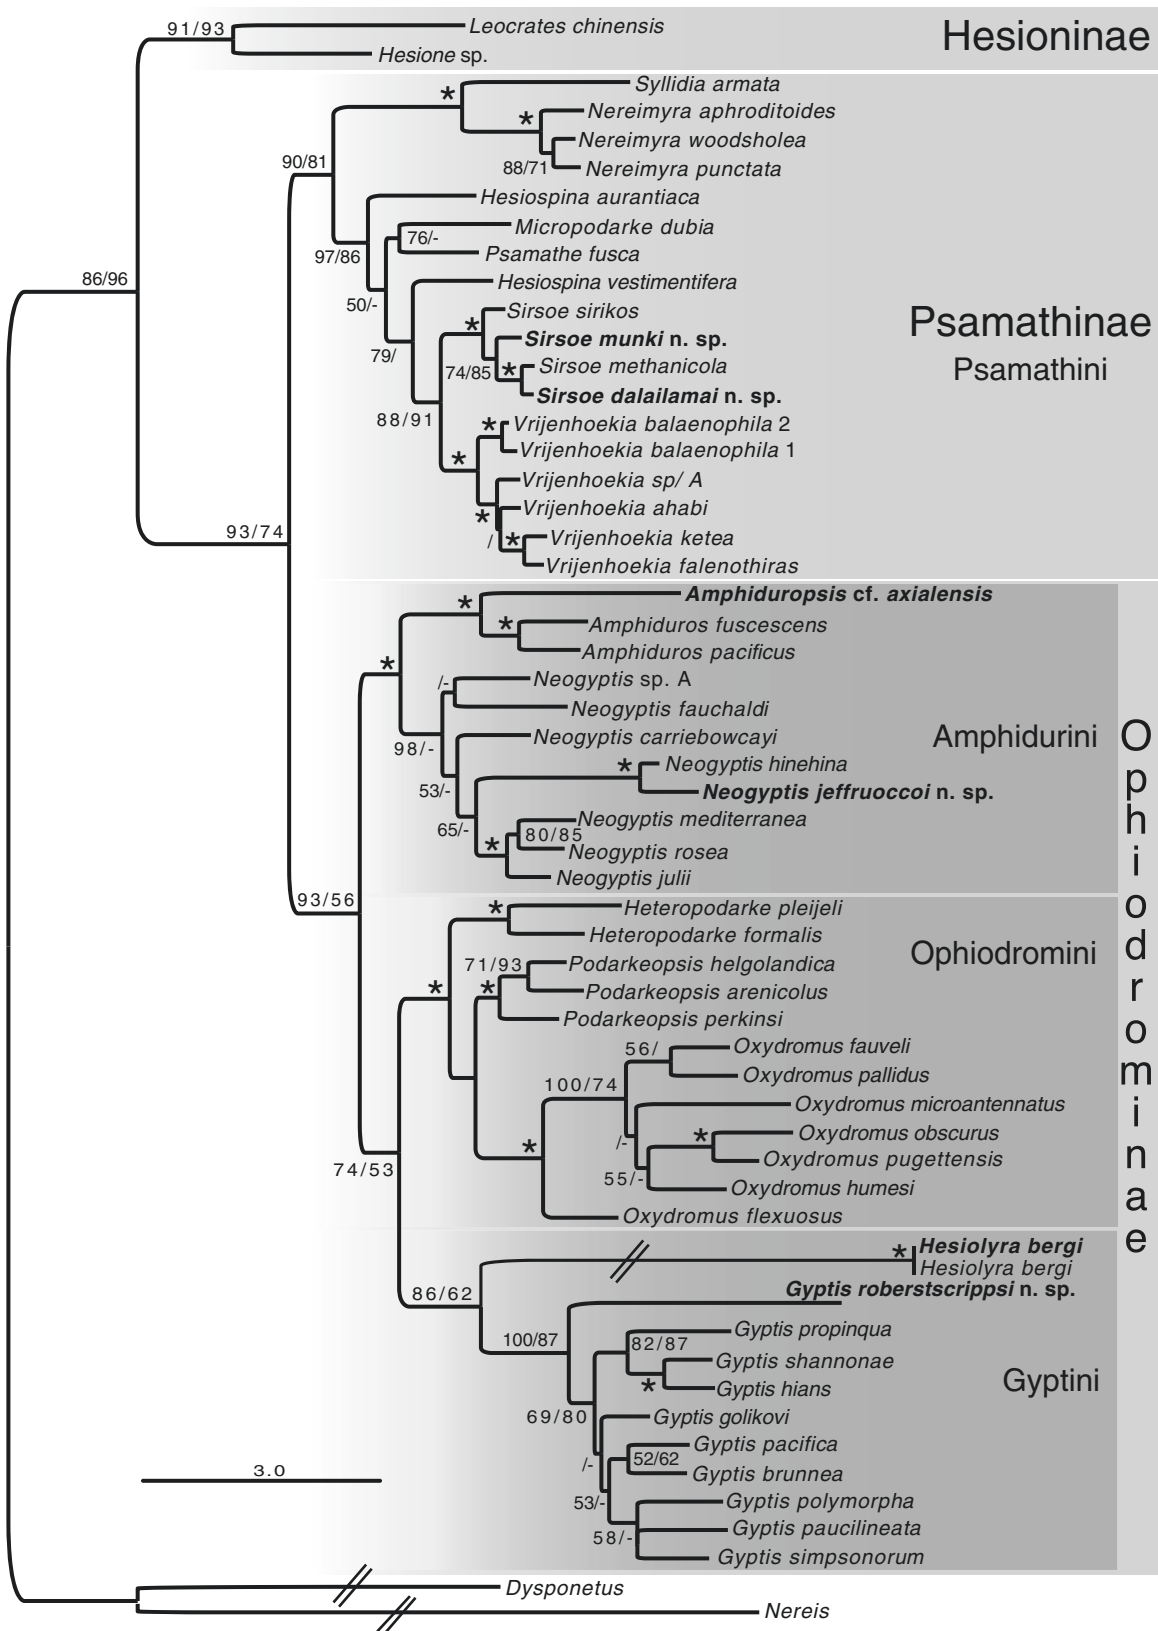 91/93
Leocrates chinensis
Hesione sp.
Hesioninae
*
Syllidia armata
*
Nereimyra aphroditoides
Nereimyra woodsholea
88/71
Nereimyra punctata
90/81
Hesiospina aurantiaca
Micropodarke dubia
76/-
Psamathe fusca
97/86
86/96
Hesiospina vestimentifera
50/-
Sirsoe sirikos
*
Sirsoe munki n. sp.
79/
Sirsoe methanicola
74/85
*
Sirsoe dalailamai n. sp.
Psamathinae
Psamathini
88/91
*
Vrijenhoekia balaenophila 2
Vrijenhoekia balaenophila 1
*
Vrijenhoekia sp/ A
Vrijenhoekia ahabi
*
93/74
/
*
Vrijenhoekia ketea
Vrijenhoekia falenothiras
*
Amphiduropsis cf. axialensis
*
Amphiduros fuscescens
Amphiduros pacificus
*
/-
Neogyptis sp. A
Neogyptis fauchaldi
98/-
Neogyptis carriebowcayi
Amphidurini
*
Neogyptis hinehina
53/-
Neogyptis jeffruoccoi n. sp.
65/-
Neogyptis mediterranea
80/85
*
Neogyptis rosea
Neogyptis julii
93/56
*
Heteropodarke pleijeli
Heteropodarke formalis
Ophiodromini
71/93
Podarkeopsis helgolandica
*
*
Podarkeopsis arenicolus
Podarkeopsis perkinsi
56/
Oxydromus fauveli
Oxydromus pallidus
100/74
Oxydromus microantennatus
*
/-
*
Oxydromus obscurus
Oxydromus pugettensis
74/53
55/-
Oxydromus humesi
Oxydromus flexuosus
Ophiodrominae
*
Hesiolyra bergi
Hesiolyra bergi
86/62
Gyptis roberstscrippsi n. sp.
100/87
Gyptis propinqua
82/87
Gyptis shannonae
*
Gyptis hians
Gyptini
69/80
Gyptis golikovi
Gyptis pacifica
52/62
/-
Gyptis brunnea
3.0
53/-
Gyptis polymorpha
58/-
Gyptis paucilineata
Gyptis simpsonorum
Dysponetus
Nereis